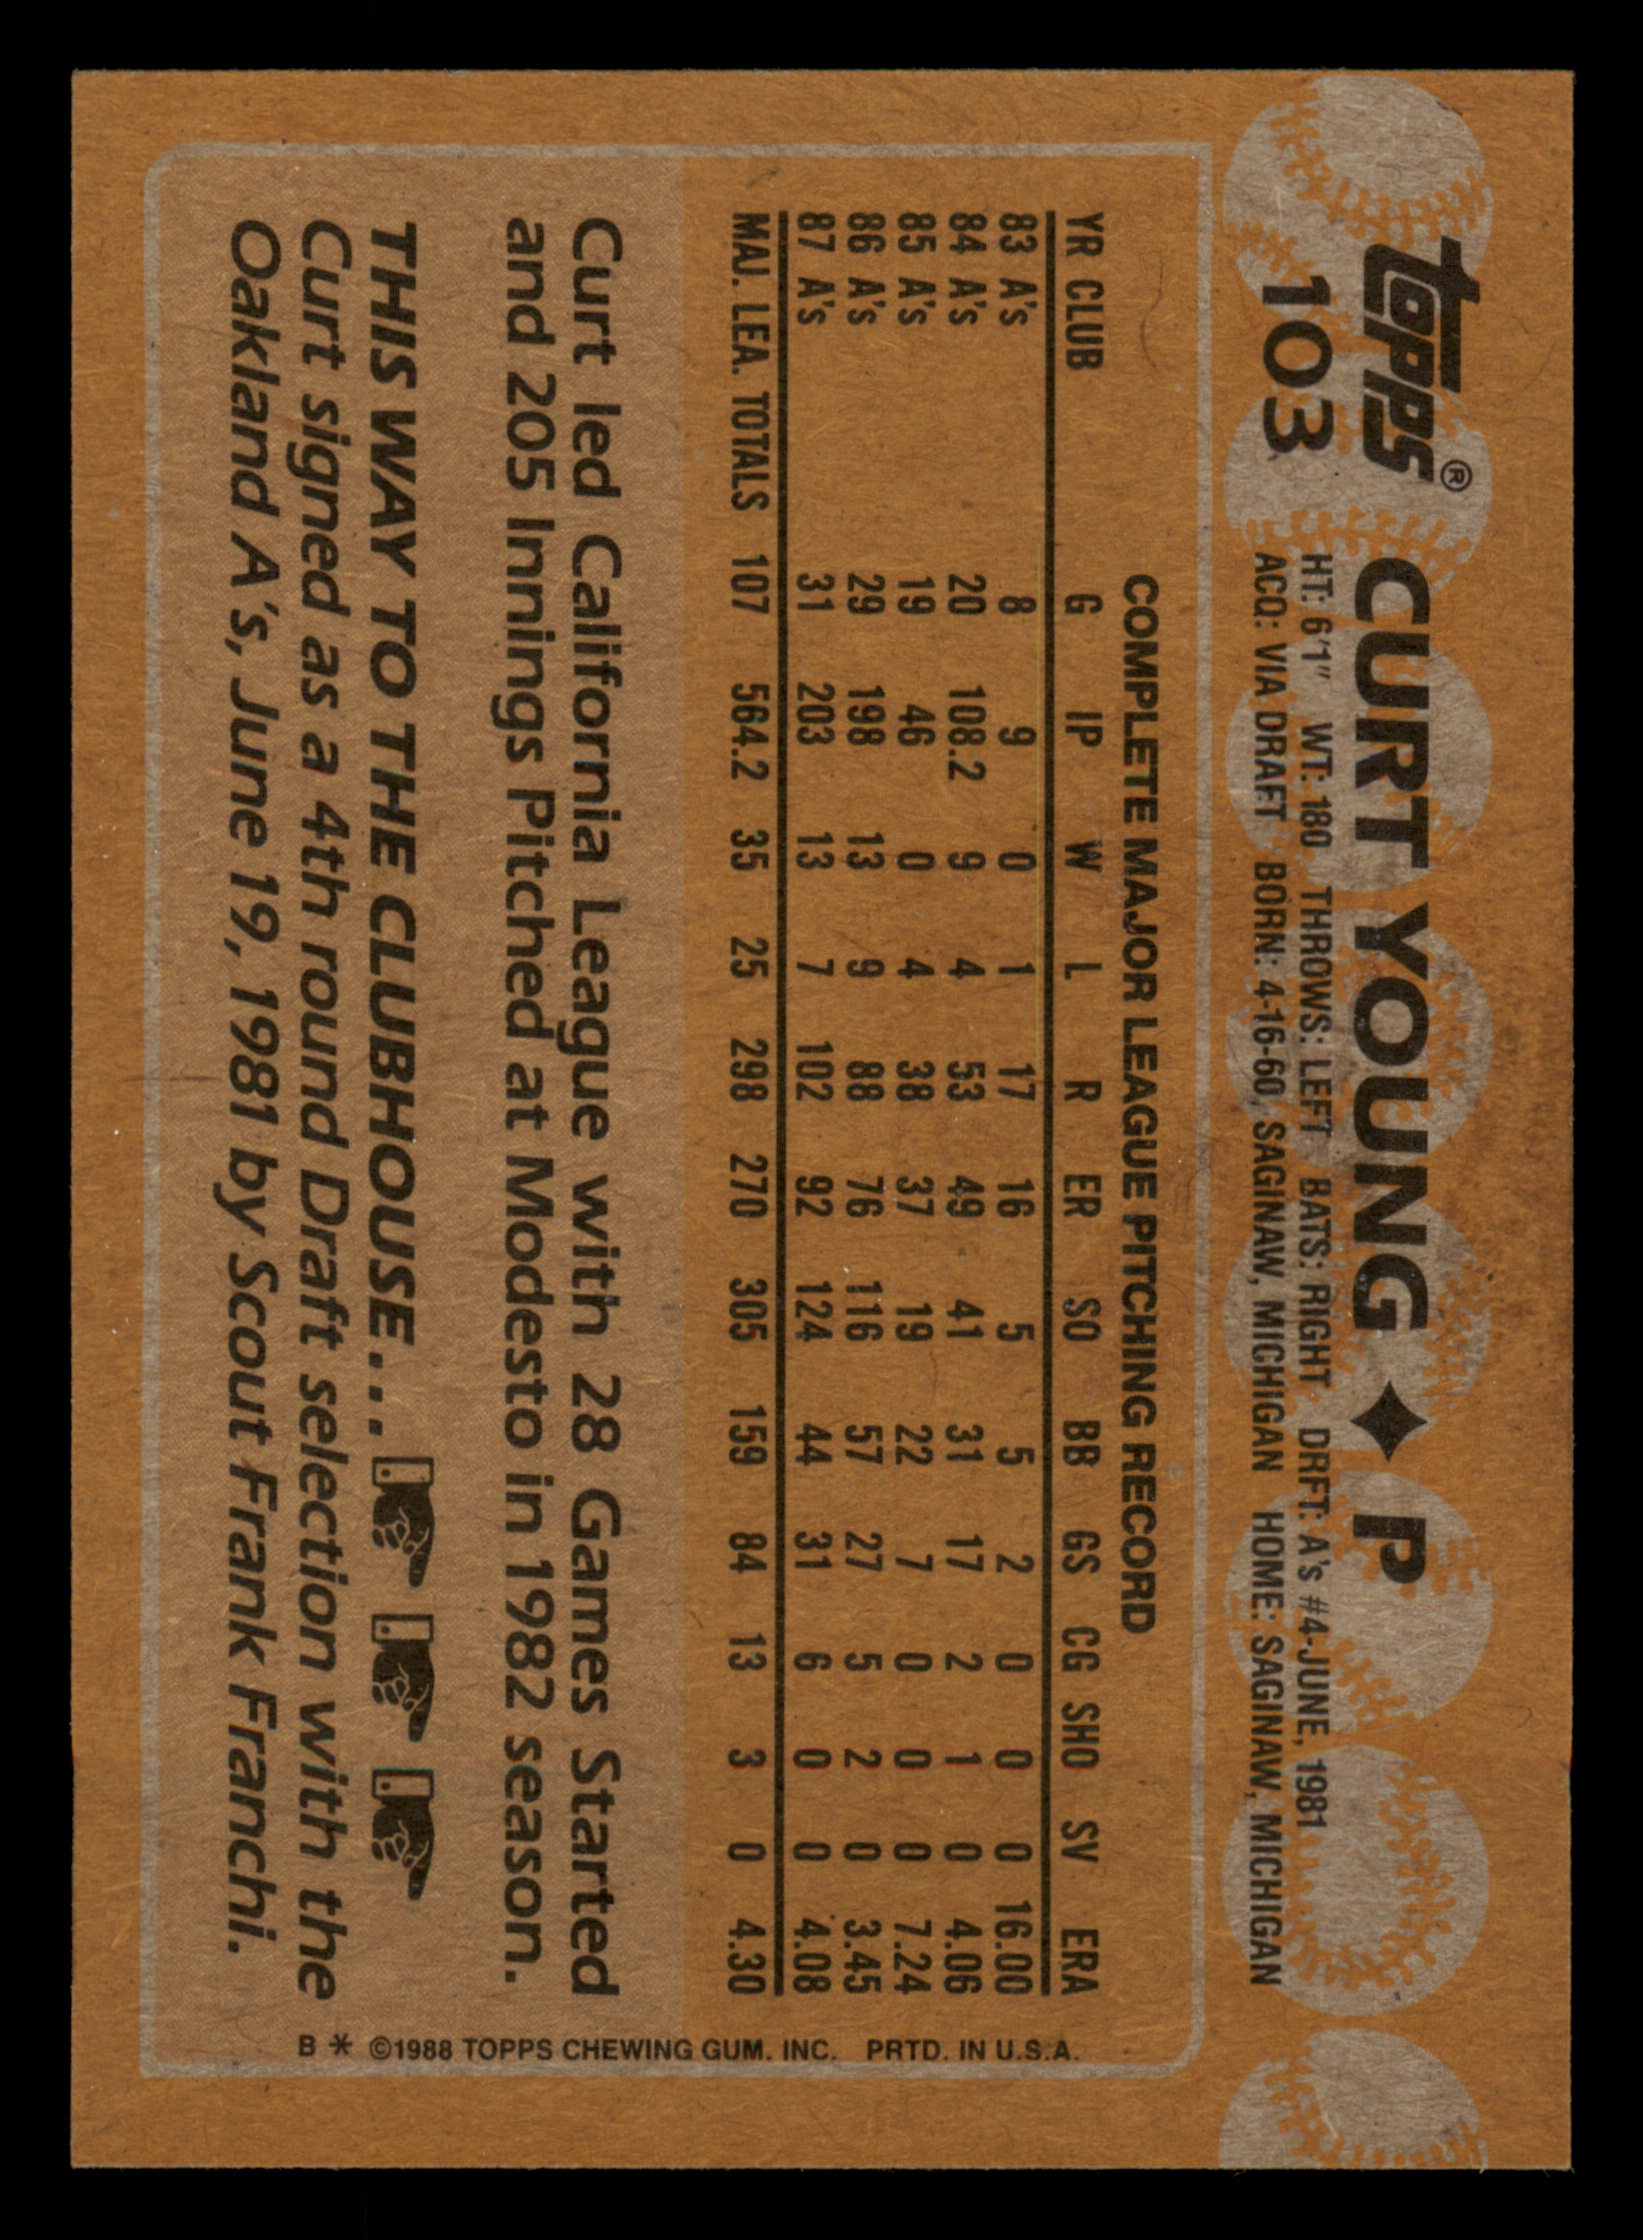 topps®
103
CURT YOUNG ✦ P
HT: 6'1" WT: 180 THROWS: LEFT BATS: RIGHT DRFT: A's #4-JUNE, 1981
ACQ: VIA DRAFT BORN: 4-16-60, SAGINAW, MICHIGAN HOME: SAGINAW, MICHIGAN
COMPLETE MAJOR LEAGUE PITCHING RECORD
YR CLUB G IP W L R ER SO BB GS CG SHO SV ERA
83 A's 8 9 0 1 17 16 5 5 2 0 0 0 16.00
84 A's 20 108.2 9 4 53 49 41 31 17 2 1 0 4.06
85 A's 19 46 0 4 38 37 19 22 7 0 0 0 7.24
86 A's 29 198 13 9 88 76 116 57 27 5 2 0 3.45
87 A's 31 203 13 7 102 92 124 44 31 6 0 0 4.08
MAJ. LEA. TOTALS 107 564.2 35 25 298 270 305 159 84 13 3 0 4.30
Curt led California League with 28 Games Started
and 205 Innings Pitched at Modesto in 1982 season.
THIS WAY TO THE CLUBHOUSE...
Curt signed as a 4th round Draft selection with the
Oakland A's, June 19, 1981 by Scout Frank Franchi.
B * ©1988 TOPPS CHEWING GUM. INC. PRTD. IN U.S.A.